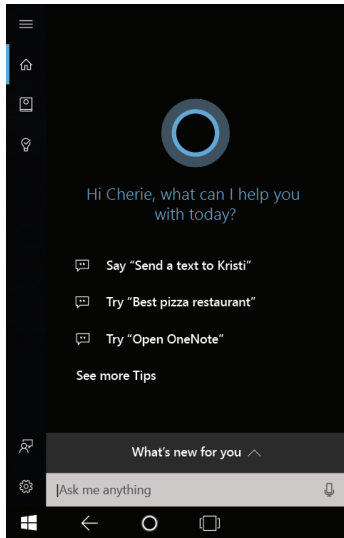 Hi Cherie, what can I help you
with today?
Say “Send a text to Kristi”
Try “Best pizza restaurant”
Try “Open OneNote”
See more Tips
What's new for you
Ask me anything